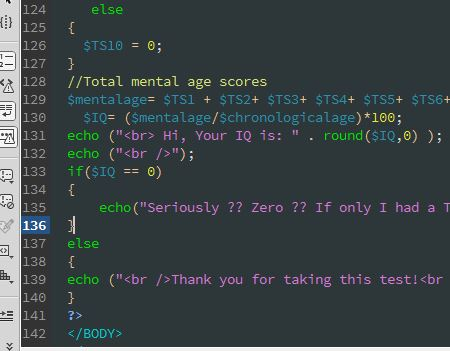 124 else
125 {
126 $TS10 = 0;
127 }
128 //Total mental age scores
129 $mentalage= $TS1 + $TS2+ $TS3+ $TS4+ $TS5+ $TS6+
130 $IQ= ($mentalage/$chronologicalage)*100;
131 echo ("<br> Hi, Your IQ is: " . round($IQ,0) );
132 echo ("<br />");
133 if($IQ == 0)
134 {
135 echo("Seriously ?? Zero ?? If only I had a T
136 }
137 else
138 {
139 echo ("<br />Thank you for taking this test!<br
140 }
141 ?>
142 </BODY>